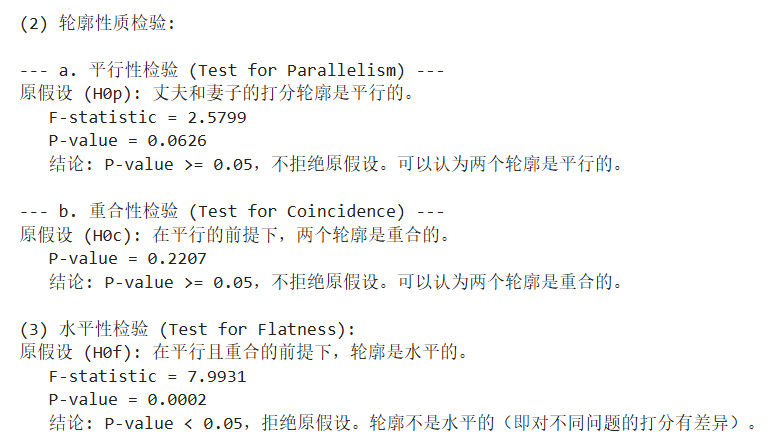 (2) 轮廓性质检验:
--- a. 平行性检验 (Test for Parallelism) ---
原假设 (H0p): 丈夫和妻子的打分轮廓是平行的。
F-statistic = 2.5799
P-value = 0.0626
结论: P-value >= 0.05，不拒绝原假设。可以认为两个轮廓是平行的。
--- b. 重合性检验 (Test for Coincidence) ---
原假设 (H0c): 在平行的前提下，两个轮廓是重合的。
P-value = 0.2207
结论: P-value >= 0.05，不拒绝原假设。可以认为两个轮廓是重合的。
(3) 水平性检验 (Test for Flatness):
原假设 (H0f): 在平行且重合的前提下，轮廓是水平的。
F-statistic = 7.9931
P-value = 0.0002
结论: P-value < 0.05，拒绝原假设。轮廓不是水平的（即对不同问题的打分有差异）。